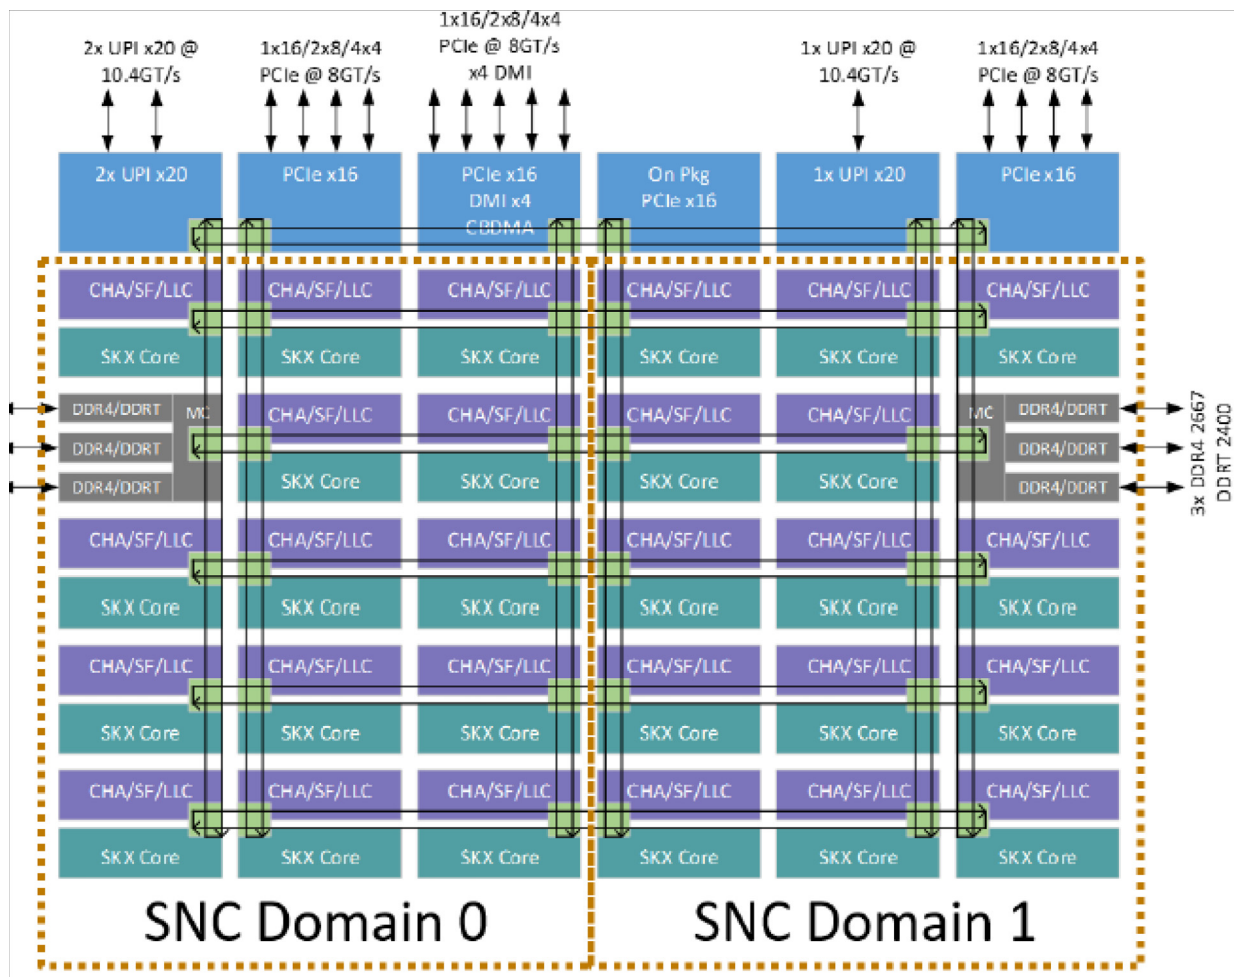 2x UPI x20 @
10.4GT/s
1x16/2x8/4x4
PCIe @ 8GT/s
1x16/2x8/4x4
PCIe @ 8GT/s
x4 DMI
1x UPI x20 @
10.4GT/s
1x16/2x8/4x4
PCIe @ 8GT/s
2x UPI x20
PCIe x16
PCIe x16
DMI x4
CBDMA
On Pkg
PCIe x16
1x UPI x20
PCIe x16
CHA/SF/LLC
CHA/SF/LLC
CHA/SF/LLC
CHA/SF/LLC
CHA/SF/LLC
CHA/SF/LLC
SKX Core
SKX Core
SKX Core
SKX Core
SKX Core
SKX Core
DDR4/DDRT
DDR4/DDRT
DDR4/DDRT
MC
CHA/SF/LLC
CHA/SF/LLC
CHA/SF/LLC
CHA/SF/LLC
MC
DDR4/DDRT
DDR4/DDRT
DDR4/DDRT
3x DDR4 2667
DDRT 2400
SKX Core
SKX Core
SKX Core
SKX Core
CHA/SF/LLC
CHA/SF/LLC
CHA/SF/LLC
CHA/SF/LLC
CHA/SF/LLC
CHA/SF/LLC
SKX Core
SKX Core
SKX Core
SKX Core
SKX Core
SKX Core
CHA/SF/LLC
CHA/SF/LLC
CHA/SF/LLC
CHA/SF/LLC
CHA/SF/LLC
CHA/SF/LLC
SKX Core
SKX Core
SKX Core
SKX Core
SKX Core
SKX Core
CHA/SF/LLC
CHA/SF/LLC
CHA/SF/LLC
CHA/SF/LLC
CHA/SF/LLC
CHA/SF/LLC
SKX Core
SKX Core
SKX Core
SKX Core
SKX Core
SKX Core
SNC Domain 0
SNC Domain 1